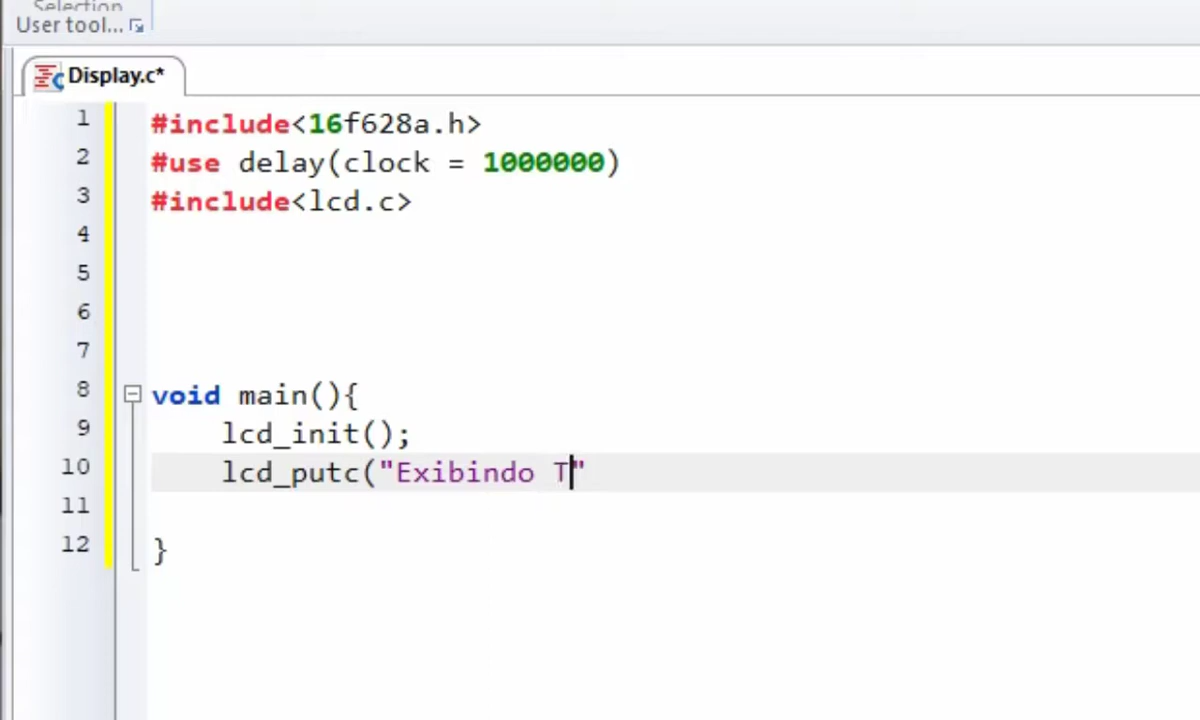 Selection
User tool...
Display.c*
1 #include<16f628a.h>
2 #use delay(clock = 1000000)
3 #include<lcd.c>
4
5
6
7
8 void main(){
9 lcd_init();
10 lcd_putc("Exibindo T"
11
12 }